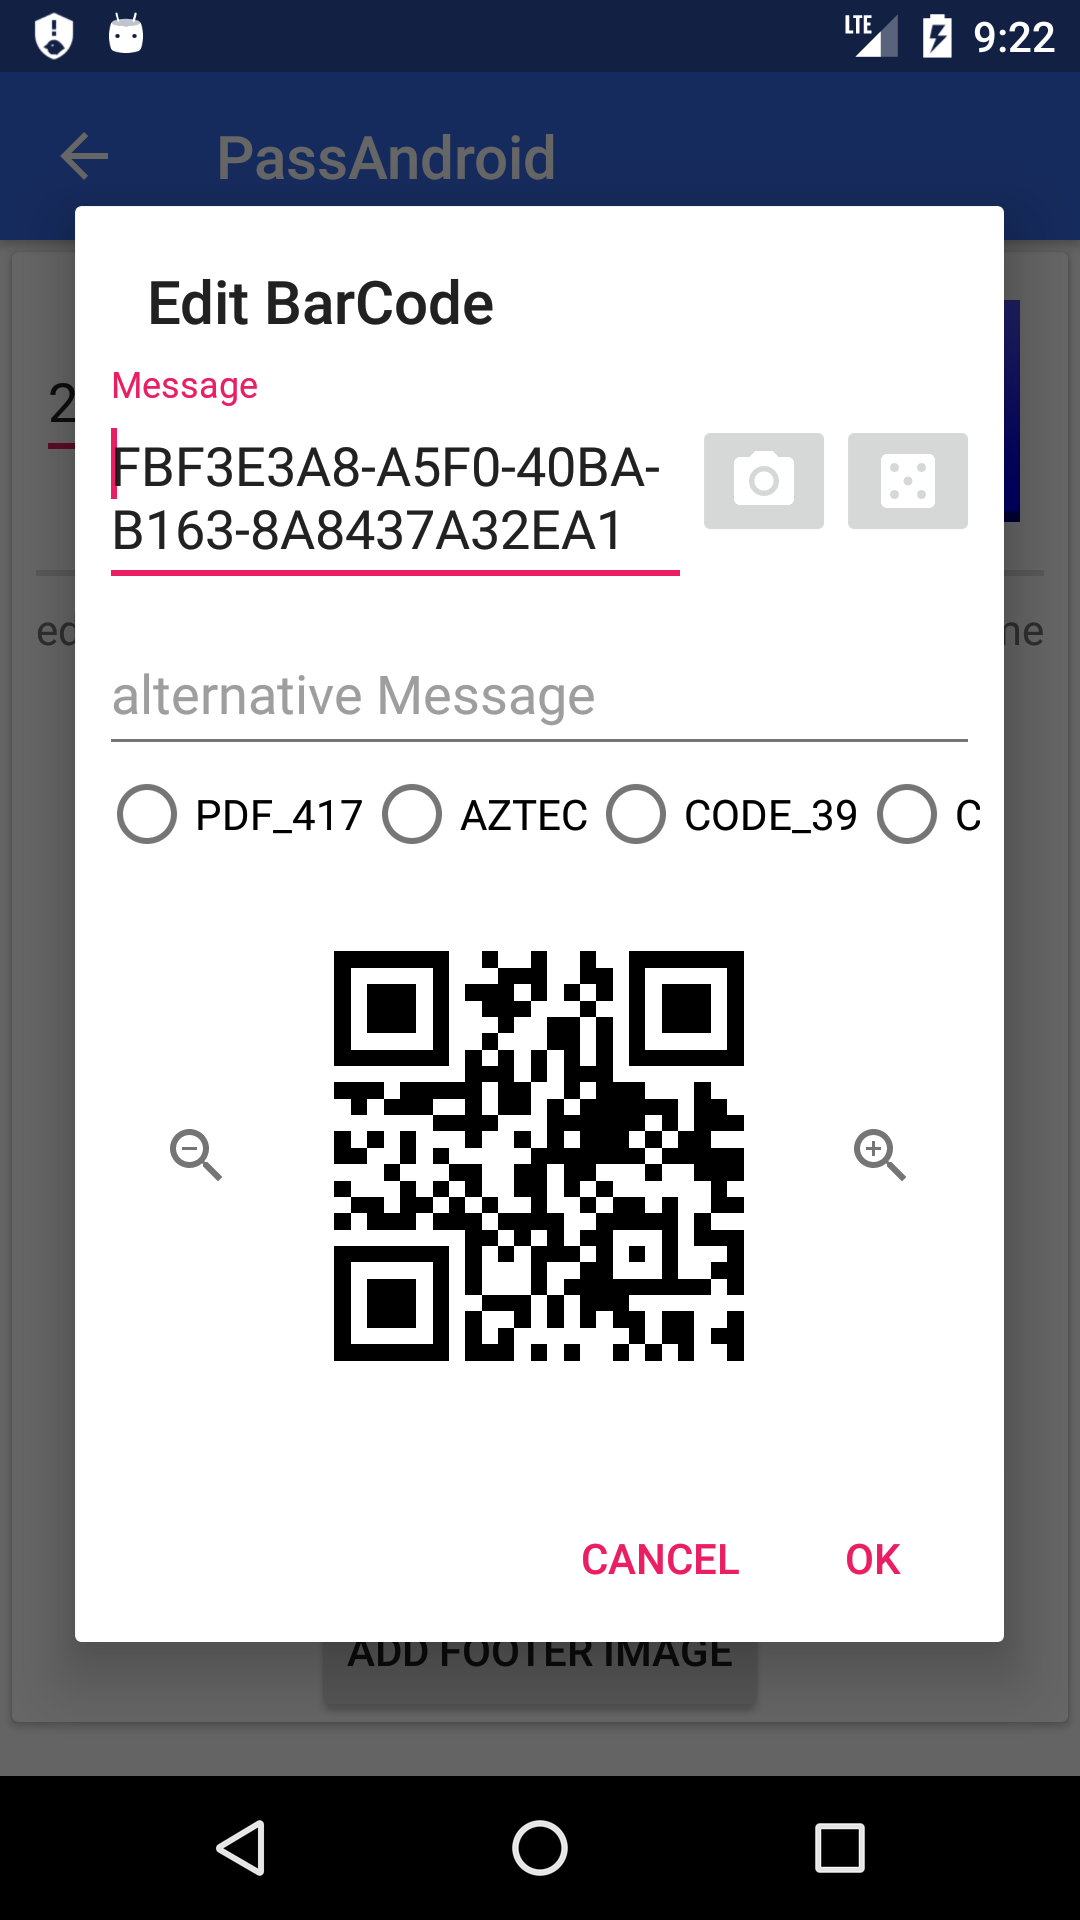 LTE 9:22
PassAndroid
Edit BarCode
Message
2
FBF3E3A8-A5F0-40BA-
B163-8A8437A32EA1
ed
ne
alternative Message
PDF_417 AZTEC CODE_39 C
CANCEL OK
ADD FOOTER IMAGE